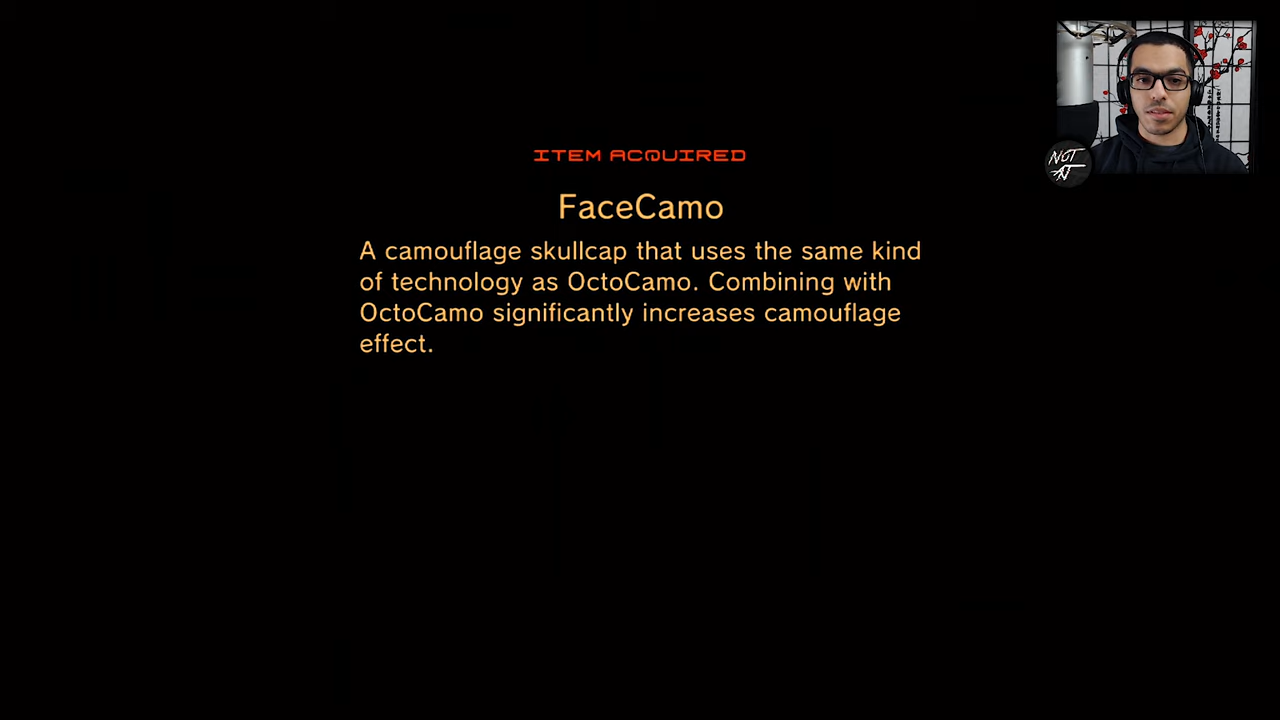 ITEM ACQUIRED
FaceCamo
A camouflage skullcap that uses the same kind
of technology as OctoCamo. Combining with
OctoCamo significantly increases camouflage
effect.
NOT